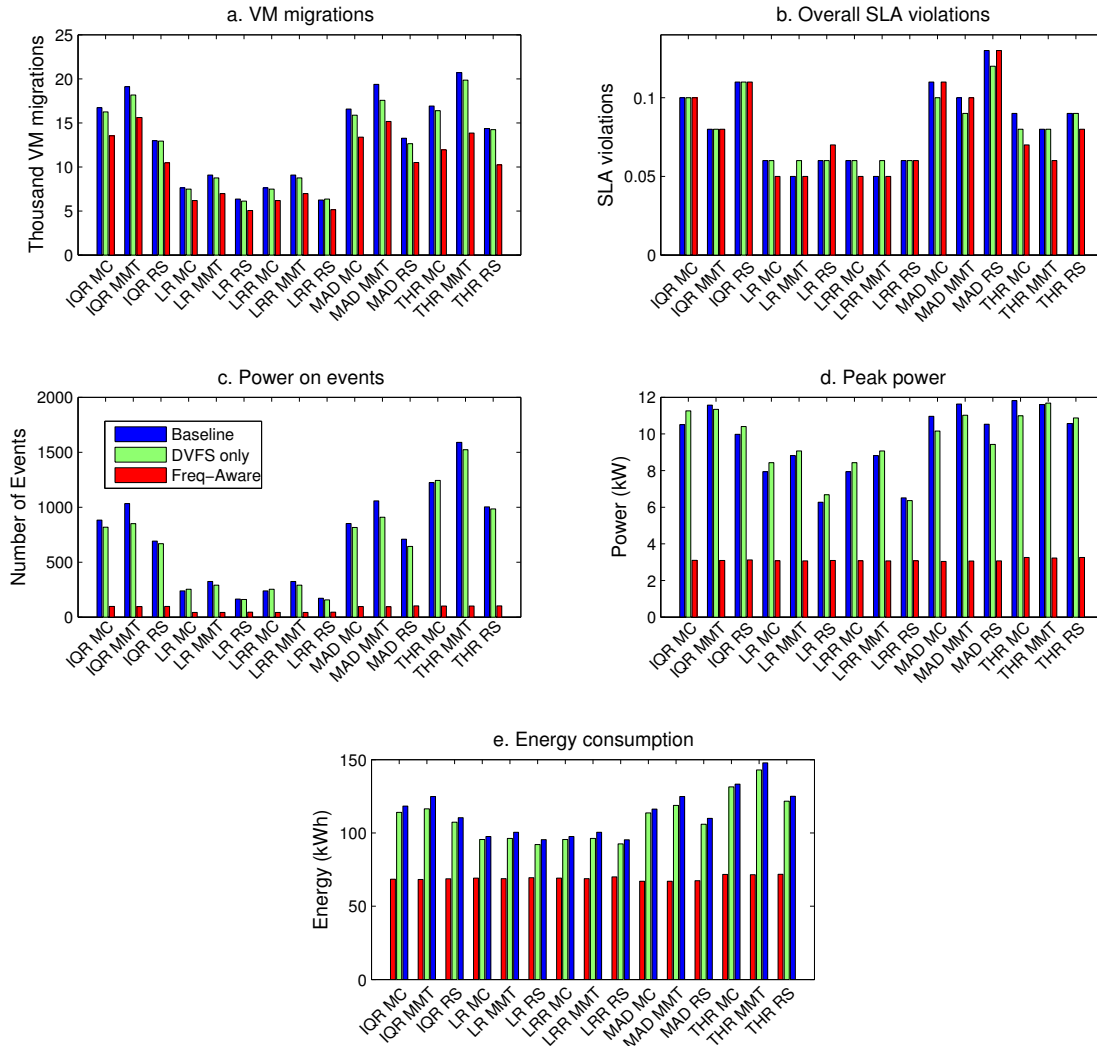 a. VM migrations
25
20
15
10
5
0
Thousand VM migrations
IQR MC
IQR MMT
IQR RS
LR MC
LR MMT
LR RS
LRR MC
LRR MMT
LRR RS
MAD MC
MAD MMT
MAD RS
THR MC
THR MMT
THR RS
b. Overall SLA violations
0.1
0.05
0
SLA violations
IQR MC
IQR MMT
IQR RS
LR MC
LR MMT
LR RS
LRR MC
LRR MMT
LRR RS
MAD MC
MAD MMT
MAD RS
THR MC
THR MMT
THR RS
c. Power on events
2000
1500
1000
500
0
Number of Events
Baseline
DVFS only
Freq−Aware
IQR MC
IQR MMT
IQR RS
LR MC
LR MMT
LR RS
LRR MC
LRR MMT
LRR RS
MAD MC
MAD MMT
MAD RS
THR MC
THR MMT
THR RS
d. Peak power
12
10
8
6
4
2
0
Power (kW)
IQR MC
IQR MMT
IQR RS
LR MC
LR MMT
LR RS
LRR MC
LRR MMT
LRR RS
MAD MC
MAD MMT
MAD RS
THR MC
THR MMT
THR RS
e. Energy consumption
150
100
50
0
Energy (kWh)
IQR MC
IQR MMT
IQR RS
LR MC
LR MMT
LR RS
LRR MC
LRR MMT
LRR RS
MAD MC
MAD MMT
MAD RS
THR MC
THR MMT
THR RS